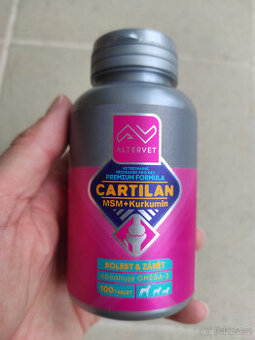 ALTERVET
VETERINÁRNÍ
PŘÍPRAVEK PRO PSY
PREMIUM FORMULA
CARTILAN
MSM+Kurkumin
BOLEST & ZÁNĚT
obsahuje OMEGA-3
100 tablet